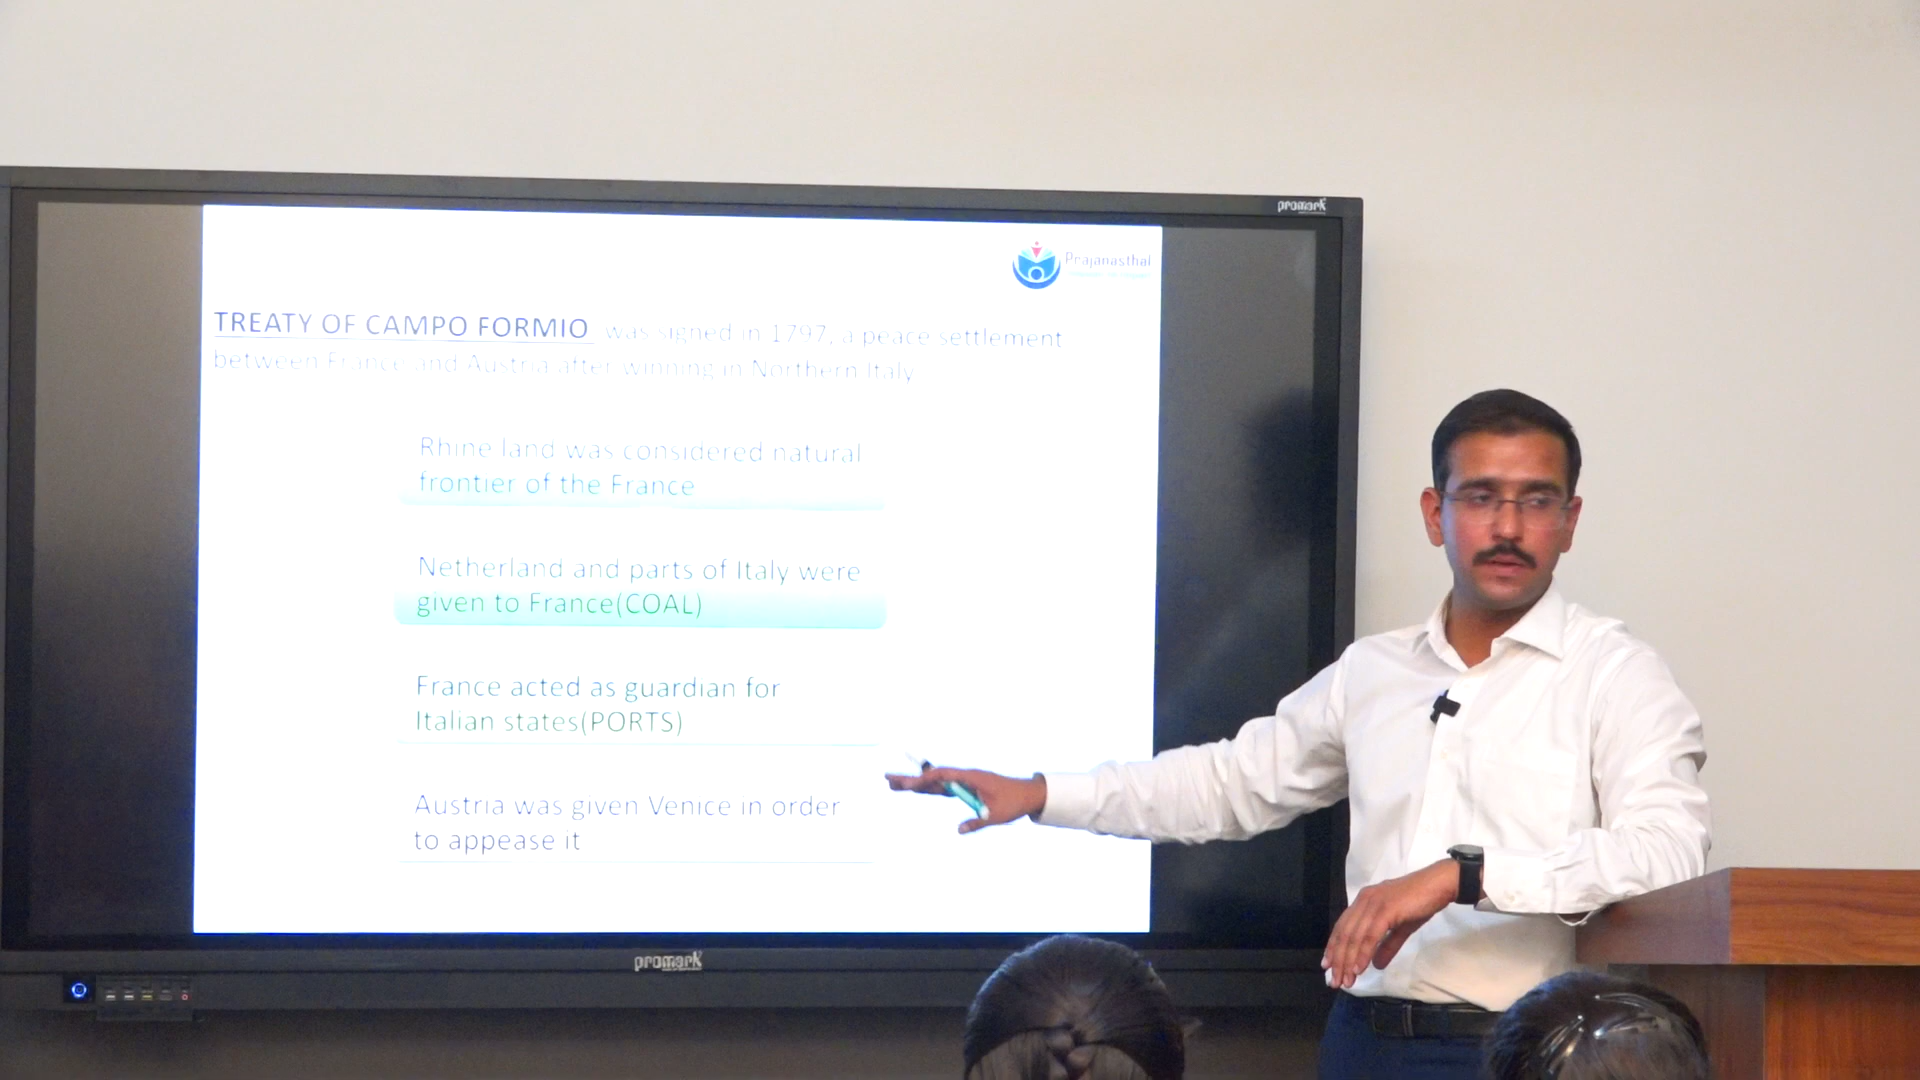 promark
Prajanasthal
TREATY OF CAMPO FORMIO was signed in 1797, a peace settlement
between France and Austria after winning in Northern Italy
Rhine land was considered natural
frontier of the France
Netherland and parts of Italy were
given to France(COAL)
France acted as guardian for
Italian states(PORTS)
Austria was given Venice in order
to appease it
promark